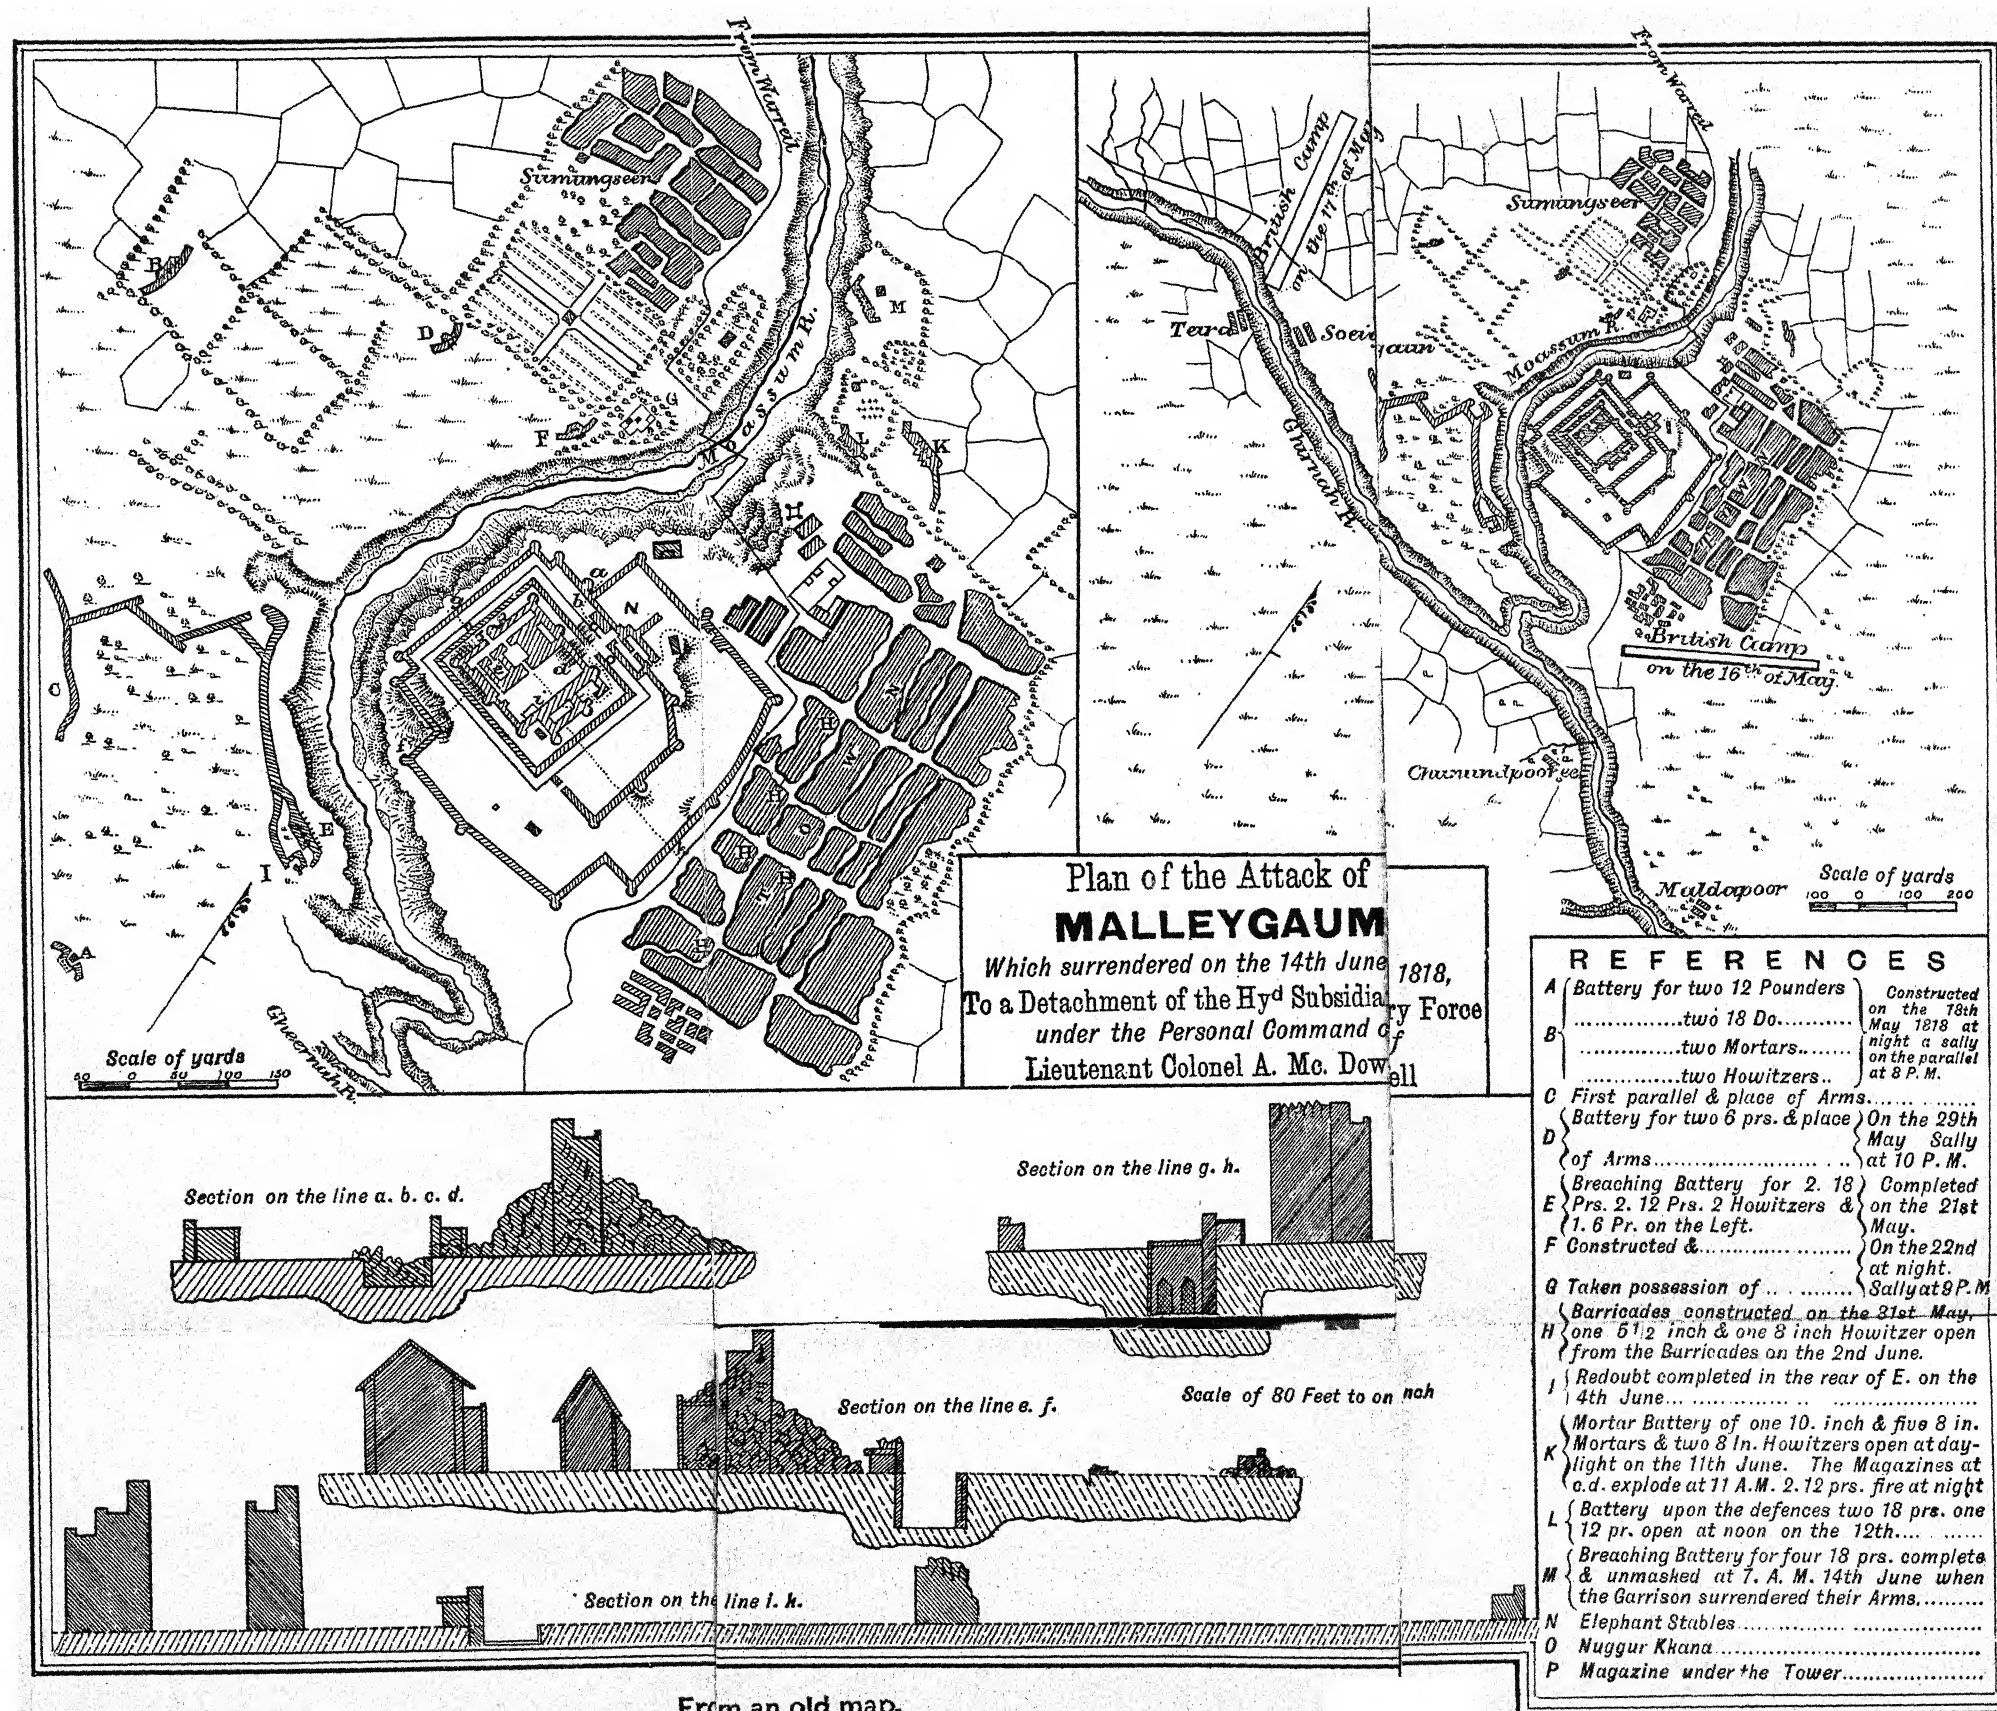 From Warred
Sumungseer
B
D
M
G
F
L
K
Moassum R.
H
a
b
N
g
e
d
C
f
E
I
A
H
W
H
O
H
T
H
Gheernah R.
Scale of yards
50 0 50 100 150
From Warred
British Camp
on the 17th of May
Sumungseer
Teara
Soeirgaun
Moassum R.
Ghirnah R.
British Camp
on the 16th of May.
Chunundpooree
Muldapoor
Scale of yards
100 0 100 200
Plan of the Attack of
MALLEYGAUM
Which surrendered on the 14th June 1818,
To a Detachment of the Hyd Subsidiary Force
under the Personal Command of
Lieutenant Colonel A. Mc. Dowell
REFERENCES
A Battery for two 12 Pounders
B ...............two 18 Do...........
...............two Mortars........
...............two Howitzers..
Constructed
on the 18th
May 1818 at
night a sally
on the parallel
at 8 P.M.
C First parallel & place of Arms..................
D Battery for two 6 prs. & place On the 29th
May Sally
of Arms........................... at 10 P.M.
Breaching Battery for 2. 18 Completed
E Prs. 2. 12 Prs. 2 Howitzers & on the 21st
1. 6 Pr. on the Left. May.
F Constructed &....................... On the 22nd
at night.
G Taken possession of.............. Sally at 9 P.M
Barricades constructed on the 31st May,
H one 5 1/2 inch & one 8 inch Howitzer open
from the Barricades on the 2nd June.
I Redoubt completed in the rear of E. on the
4th June.....................................
Mortar Battery of one 10. inch & five 8 in.
K Mortars & two 8 In. Howitzers open at day-
light on the 11th June. The Magazines at
c.d. explode at 11 A.M. 2. 12 prs. fire at night
L Battery upon the defences two 18 prs. one
12 pr. open at noon on the 12th..........
Breaching Battery for four 18 prs. complete
M & unmasked at 7. A. M. 14th June when
the Garrison surrendered their Arms..........
N Elephant Stables.................................
O Nuggur Khana.....................................
P Magazine under the Tower......................
Section on the line a. b. c. d.
Section on the line g. h.
Section on the line e. f.
Scale of 80 Feet to on nch
Section on the line i. k.
From an old map.